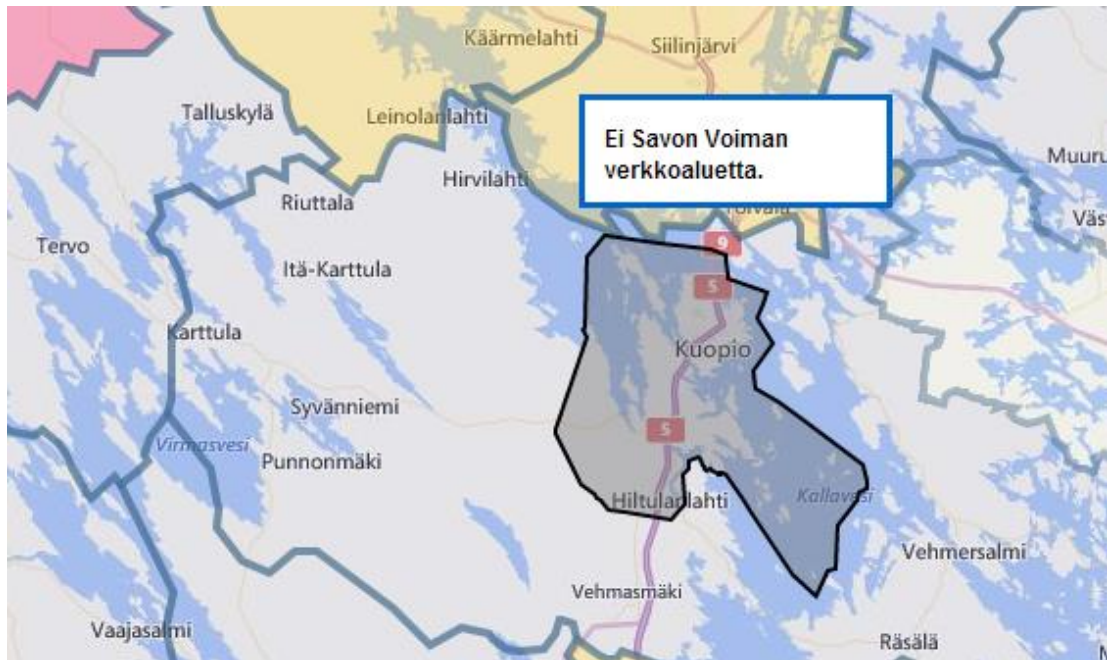 Käärmelahti
Siilinjärvi
Talluskylä
Leinolanlahti
Ei Savon Voiman
verkkoaluetta.
Muuru
Hirvilahti
Riuttala
Toivala
Väs
Tervo
9
Itä-Karttula
5
Karttula
Kuopio
Syvänniemi
5
Virmasvesi
Punnonmäki
Hiltulanlahti
Kallavesi
Vehmersalmi
Vehmasmäki
Vaajasalmi
Räsälä